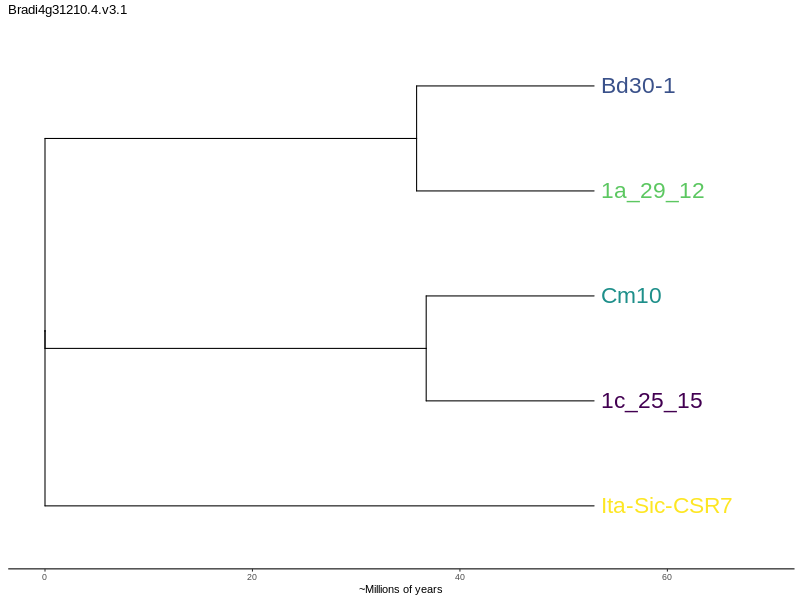 Bradi4g31210.4.v3.1
Bd30-1
1a_29_12
Cm10
1c_25_15
Ita-Sic-CSR7
0 20 40 60
~Millions of years